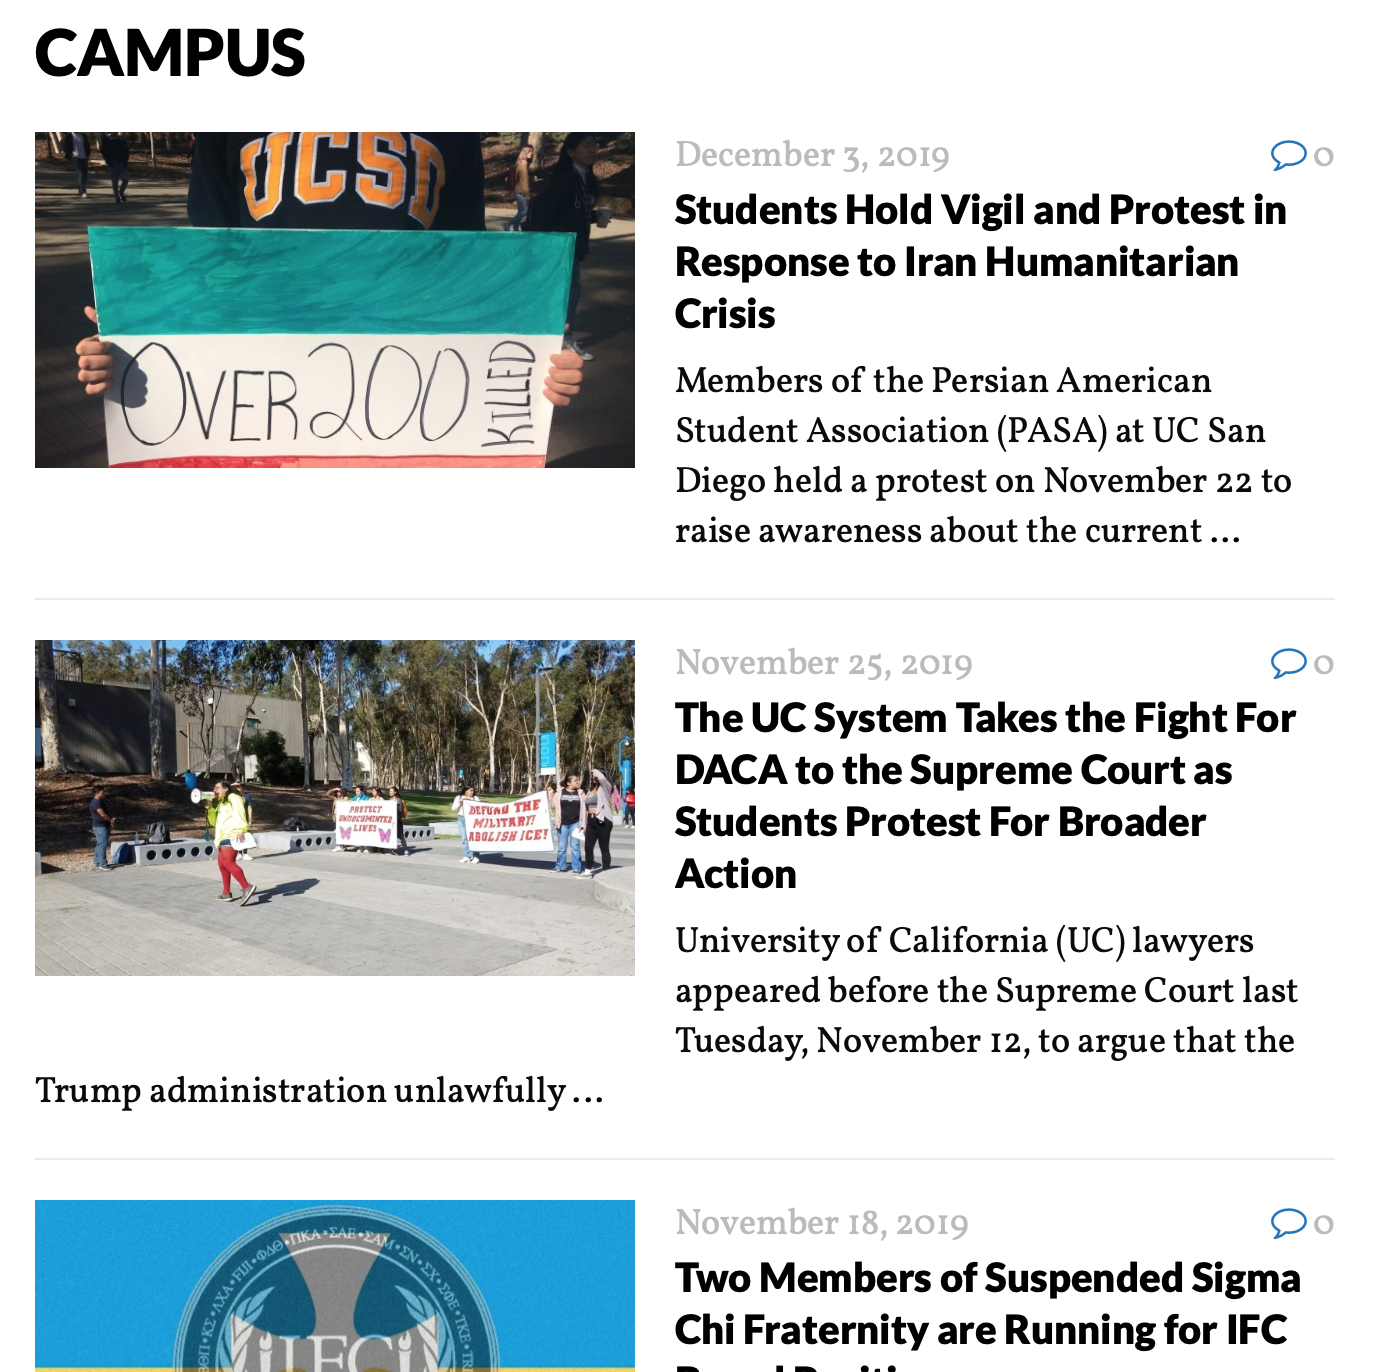 CAMPUS
UCSD
OVER 200 KILLED
December 3, 2019 0
Students Hold Vigil and Protest in
Response to Iran Humanitarian
Crisis
Members of the Persian American
Student Association (PASA) at UC San
Diego held a protest on November 22 to
raise awareness about the current ...
PROTECT
UNDOCUMENTED
LIVES
DEFUND THE
MILITARY!
ABOLISH ICE!
November 25, 2019 0
The UC System Takes the Fight For
DACA to the Supreme Court as
Students Protest For Broader
Action
University of California (UC) lawyers
appeared before the Supreme Court last
Tuesday, November 12, to argue that the
Trump administration unlawfully ...
ΚΣ • ΛΧΑ • FIJI • ΦΔΘ • ΠΚΑ • ΣΑΕ • ΣΑΜ • ΣΝ • ΣΧ • ΣΦΕ • ΤΚΕ
IFC
November 18, 2019 0
Two Members of Suspended Sigma
Chi Fraternity are Running for IFC